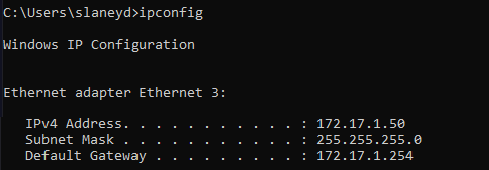 C:\Users\slaneyd>ipconfig
Windows IP Configuration
Ethernet adapter Ethernet 3:
IPv4 Address. . . . . . . . . . . : 172.17.1.50
Subnet Mask . . . . . . . . . . . : 255.255.255.0
Default Gateway . . . . . . . . . : 172.17.1.254